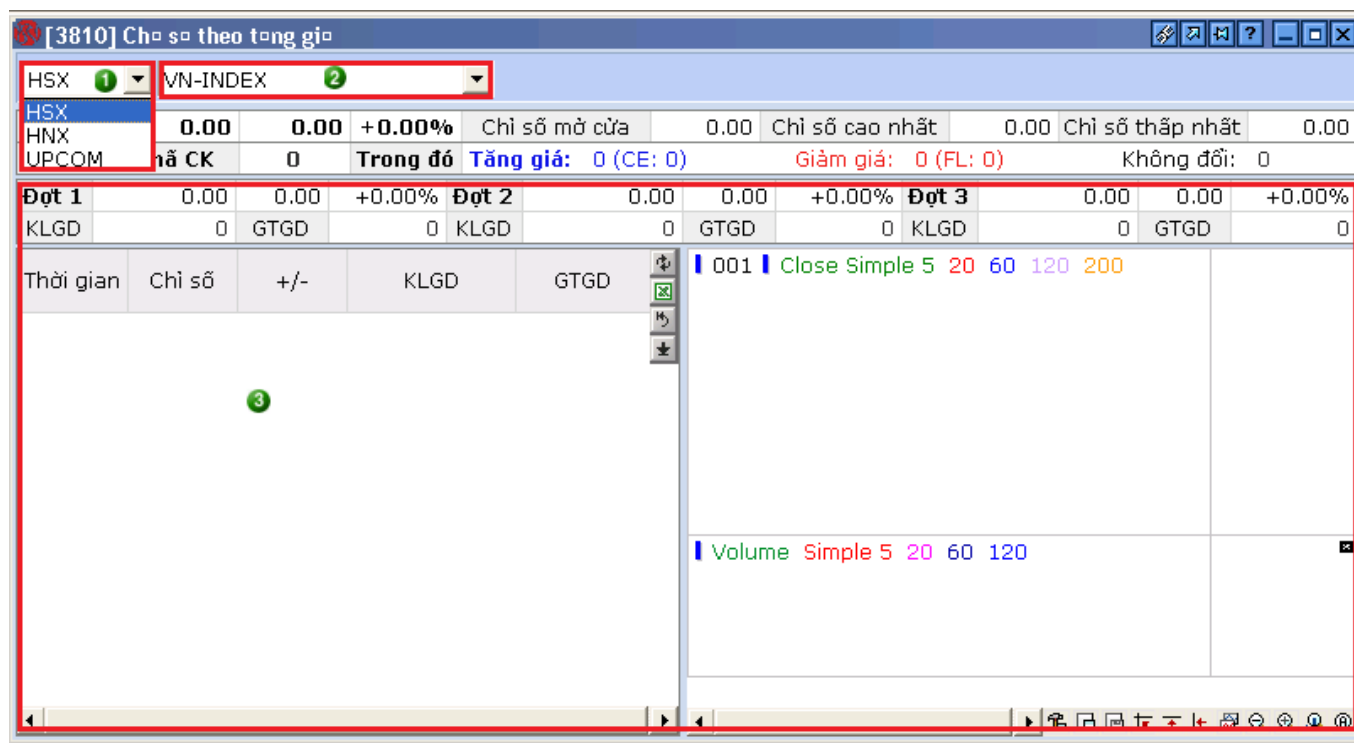 [3810] Ch¤ s¤ theo t¤ng gi¤ ?
HSX 1 VN-INDEX 2
HSX
HNX
UPCOM
0.00 0.00 +0.00% Chỉ số mở cửa 0.00 Chỉ số cao nhất 0.00 Chỉ số thấp nhất 0.00
mã CK 0 Trong đó Tăng giá: 0 (CE: 0) Giảm giá: 0 (FL: 0) Không đổi: 0
Đợt 1 0.00 0.00 +0.00% Đợt 2 0.00 0.00 +0.00% Đợt 3 0.00 0.00 +0.00%
KLGD 0 GTGD 0 KLGD 0 GTGD 0 KLGD 0 GTGD 0
Thời gian Chỉ số +/- KLGD GTGD
001 Close Simple 5 20 60 120 200
3
Volume Simple 5 20 60 120